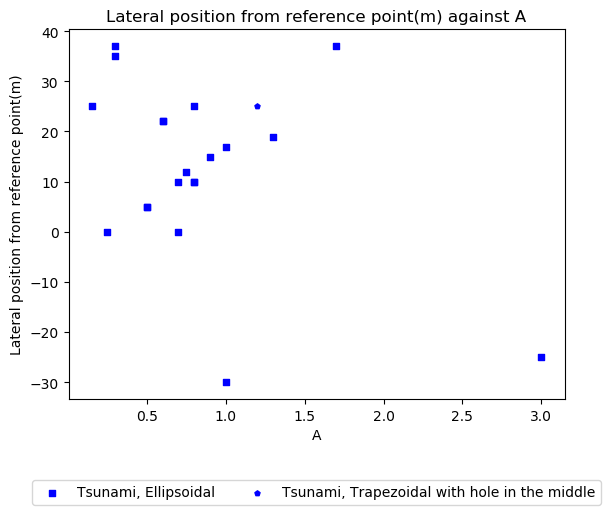 Lateral position from reference point(m) against A
Lateral position from reference point(m)
40
30
20
10
0
−10
−20
−30
0.5 1.0 1.5 2.0 2.5 3.0
A
Tsunami, Ellipsoidal Tsunami, Trapezoidal with hole in the middle